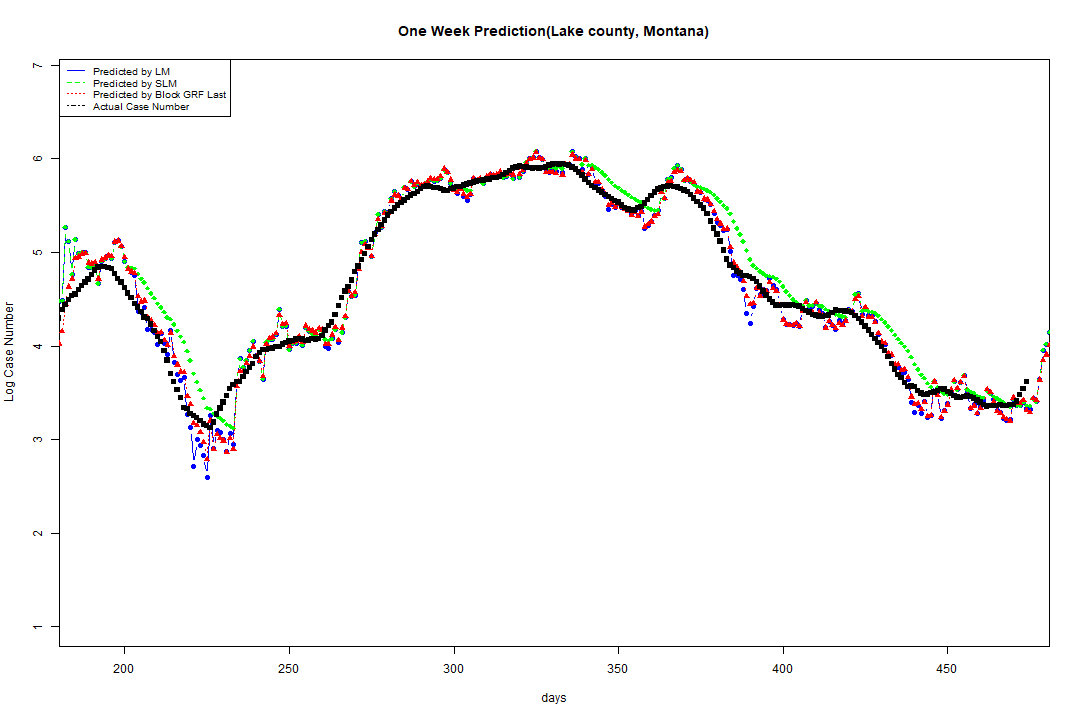 One Week Prediction(Lake county, Montana)
Predicted by LM
Predicted by SLM
Predicted by Block GRF Last
Actual Case Number
7
6
5
4
3
2
1
Log Case Number
200 250 300 350 400 450
days